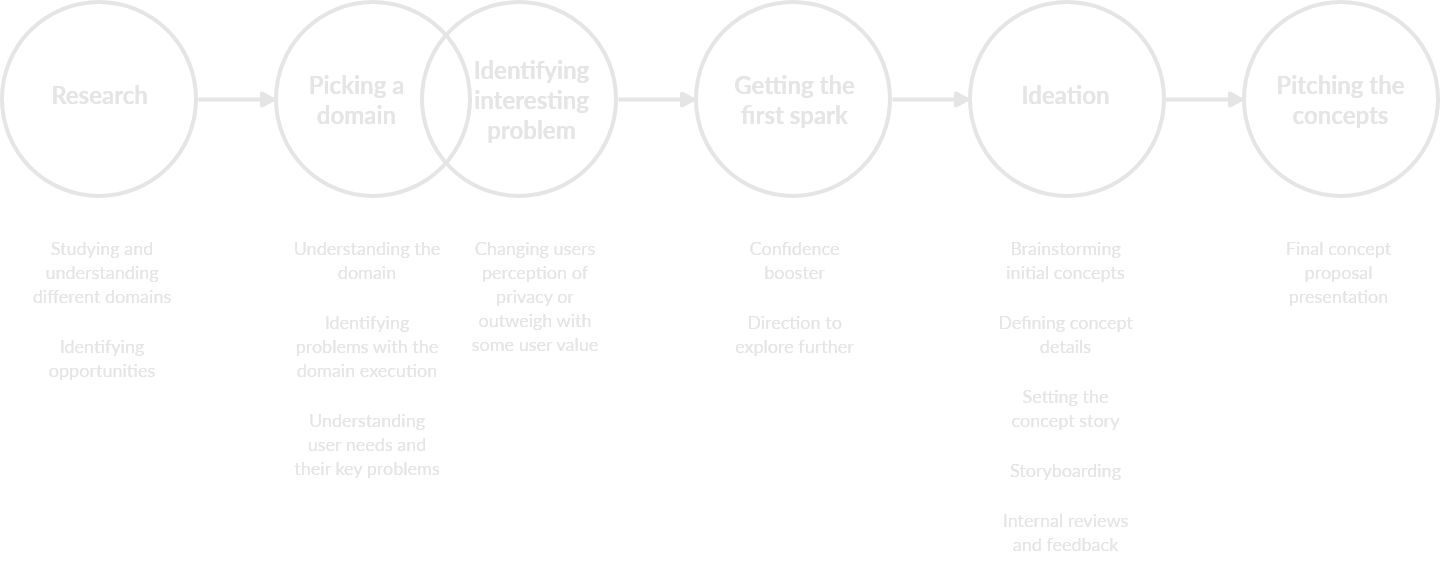 Research
Picking a
domain
Identifying
interesting
problem
Getting the
first spark
Ideation
Pitching the
concepts
Studying and
understanding
different domains
Identifying
opportunities
Understanding the
domain
Identifying
problems with the
domain execution
Understanding
user needs and
their key problems
Changing users
perception of
privacy or
outweigh with
some user value
Confidence
booster
Direction to
explore further
Brainstorming
initial concepts
Defining concept
details
Setting the
concept story
Storyboarding
Internal reviews
and feedback
Final concept
proposal
presentation